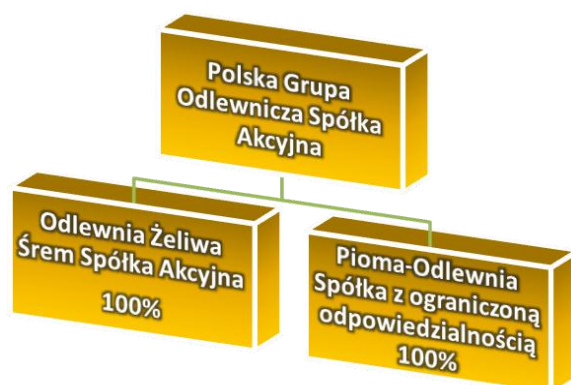 Polska Grupa
Odlewnicza Spółka
Akcyjna
Odlewnia Żeliwa
Śrem Spółka Akcyjna
100%
Pioma-Odlewnia
Spółka z ograniczoną
odpowiedzialnością
100%